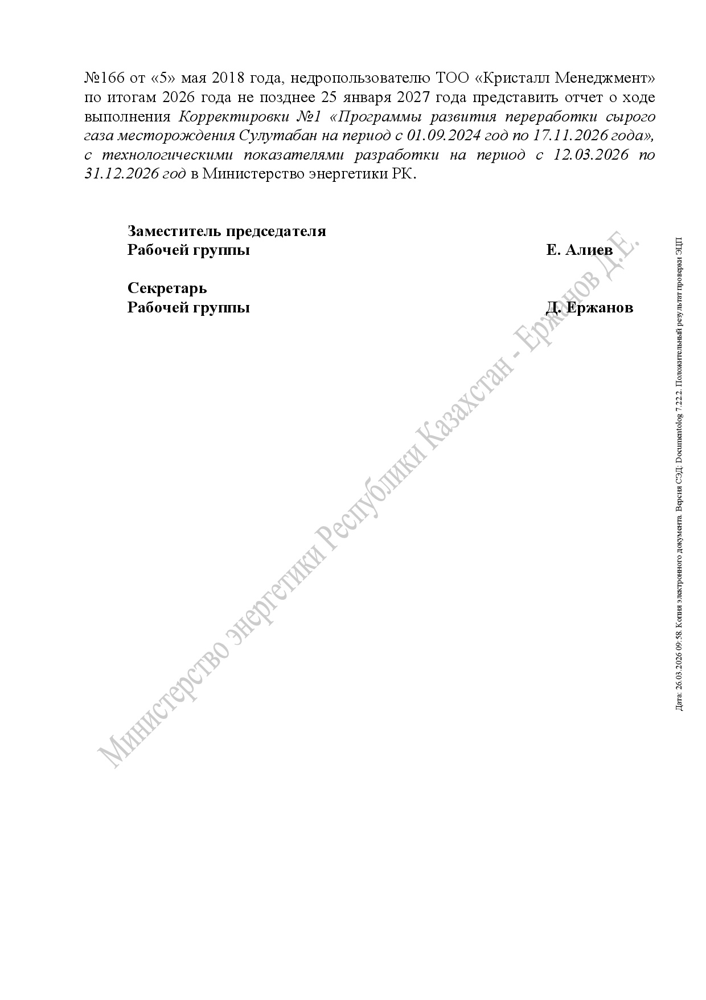 №166 от «5» мая 2018 года, недропользователю ТОО «Кристалл Менеджмент»
по итогам 2026 года не позднее 25 января 2027 года представить отчет о ходе
выполнения Корректировки №1 «Программы развития переработки сырого
газа месторождения Сулутабан на период с 01.09.2024 год по 17.11.2026 года»,
с технологическими показателями разработки на период с 12.03.2026 по
31.12.2026 год в Министерство энергетики РК.
Заместитель председателя
Рабочей группы Е. Алиев
Секретарь
Рабочей группы Д. Ержанов
Министерство энергетики Республики Казахстан - Ержанов Д.Е.
Дата: 26.03.2026 09:58. Копия электронного документа. Версия СЭД: Documentolog 7.22.2. Положительный результат проверки ЭЦП